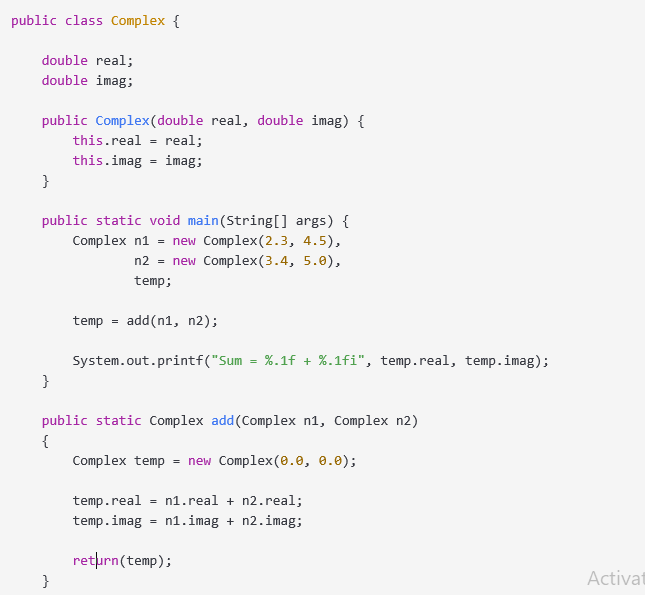 public class Complex {
double real;
double imag;
public Complex(double real, double imag) {
this.real = real;
this.imag = imag;
}
public static void main(String[] args) {
Complex n1 = new Complex(2.3, 4.5),
n2 = new Complex(3.4, 5.0),
temp;
temp = add(n1, n2);
System.out.printf("Sum = %.1f + %.1fi", temp.real, temp.imag);
}
public static Complex add(Complex n1, Complex n2)
{
Complex temp = new Complex(0.0, 0.0);
temp.real = n1.real + n2.real;
temp.imag = n1.imag + n2.imag;
return(temp);
}
Activat